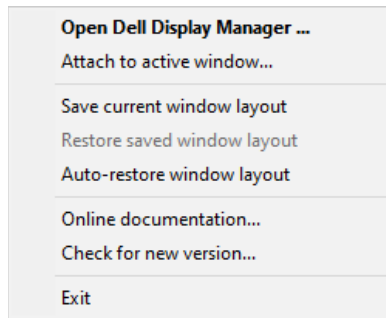 Open Dell Display Manager ...
Attach to active window...
Save current window layout
Restore saved window layout
Auto-restore window layout
Online documentation...
Check for new version...
Exit